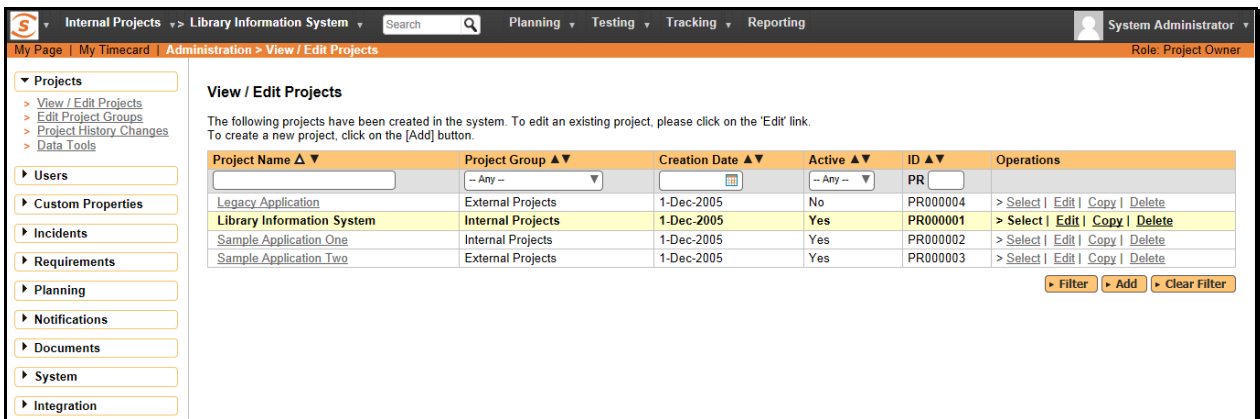 Internal Projects > Library Information System Search Planning Testing Tracking Reporting System Administrator
My Page | My Timecard | Administration > View / Edit Projects Role: Project Owner
Projects
> View / Edit Projects
> Edit Project Groups
> Project History Changes
> Data Tools
Users
Custom Properties
Incidents
Requirements
Planning
Notifications
Documents
System
Integration
View / Edit Projects
The following projects have been created in the system. To edit an existing project, please click on the 'Edit' link.
To create a new project, click on the [Add] button.
Project Name Project Group Creation Date Active ID Operations
-- Any -- -- Any -- PR
Legacy Application External Projects 1-Dec-2005 No PR000004 > Select | Edit | Copy | Delete
Library Information System Internal Projects 1-Dec-2005 Yes PR000001 > Select | Edit | Copy | Delete
Sample Application One Internal Projects 1-Dec-2005 Yes PR000002 > Select | Edit | Copy | Delete
Sample Application Two External Projects 1-Dec-2005 Yes PR000003 > Select | Edit | Copy | Delete
Filter Add Clear Filter